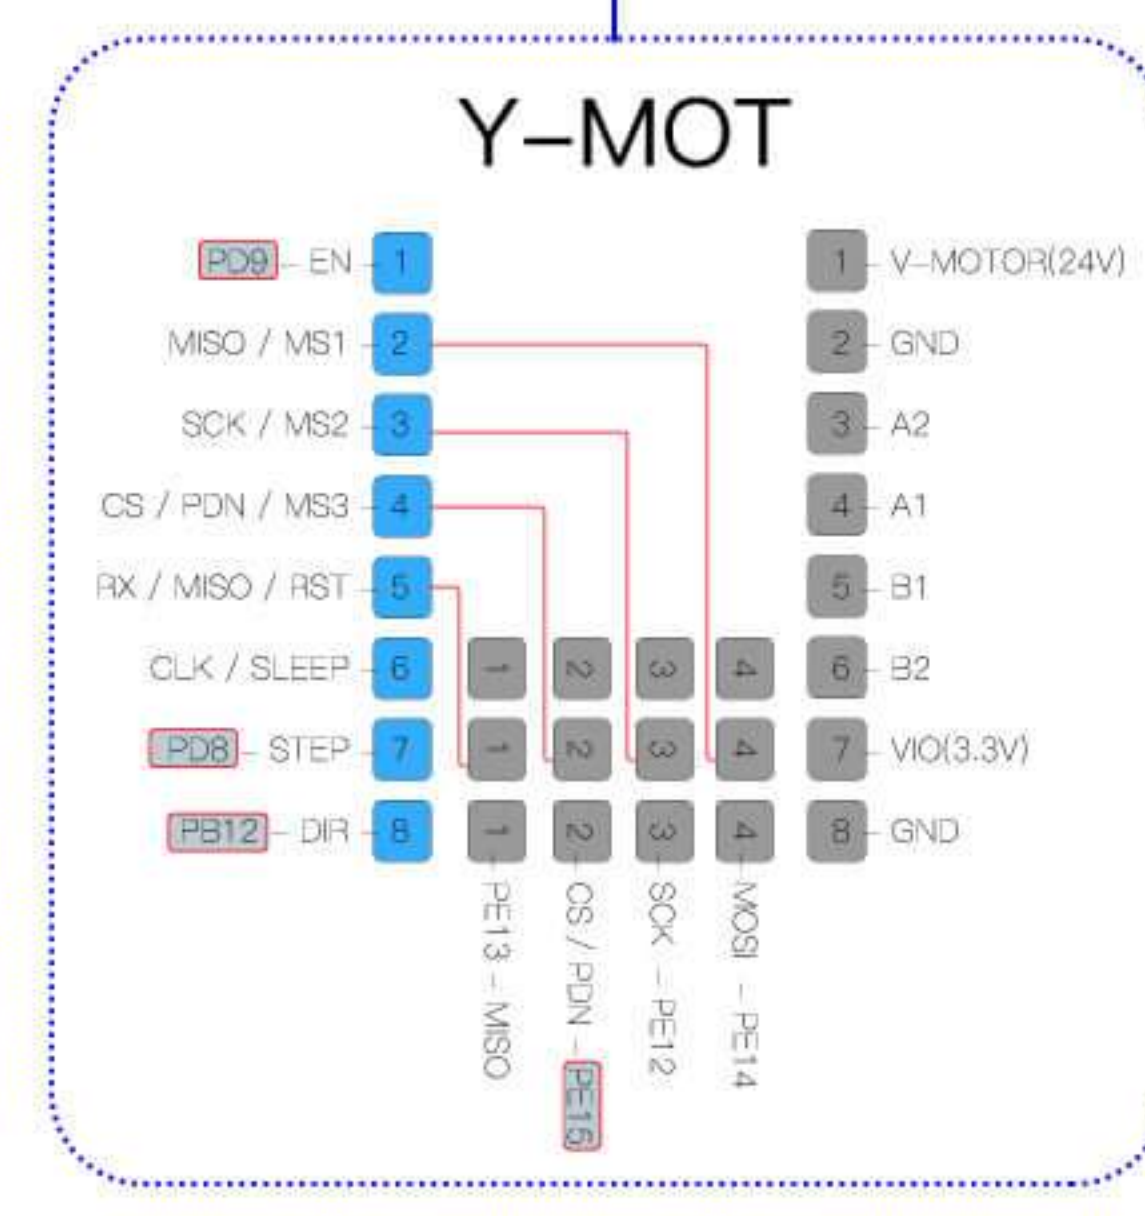 Y-MOT
PD9 - EN - 1
1 - V-MOTOR(24V)
MISO / MS1 - 2
2 - GND
SCK / MS2 - 3
3 - A2
CS / PDN / MS3 - 4
4 - A1
RX / MISO / RST - 5
5 - B1
CLK / SLEEP - 6
1 2 3 4
6 - B2
PD8 - STEP - 7
1 2 3 4
7 - VIO(3.3V)
PB12 - DIR - 8
1 2 3 4
8 - GND
PE13 - MISO
CS / PDN - PE15
SCK - PE12
MOSI - PE14